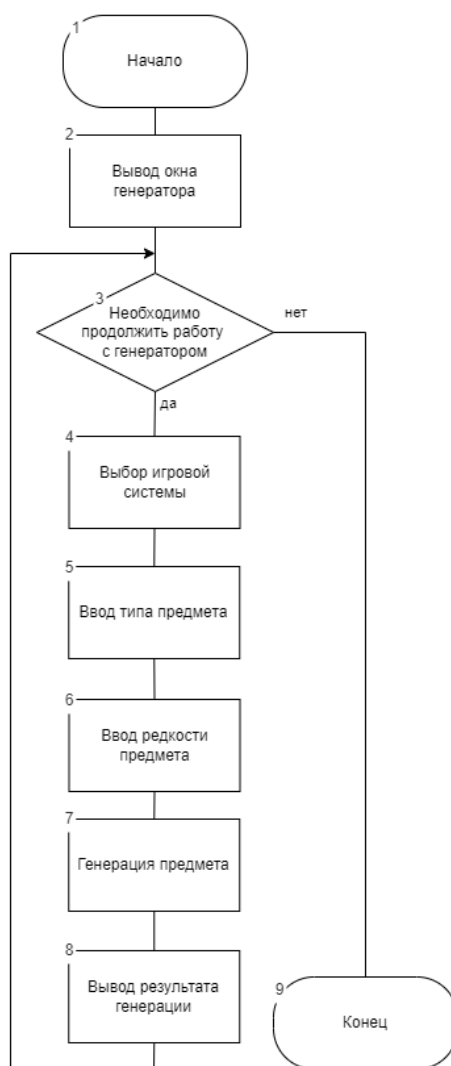 1
Начало
2
Вывод окна
генератора
3
Необходимо
продолжить работу
с генератором
нет
да
4
Выбор игровой
системы
5
Ввод типа предмета
6
Ввод редкости
предмета
7
Генерация предмета
8
Вывод результата
генерации
9
Конец